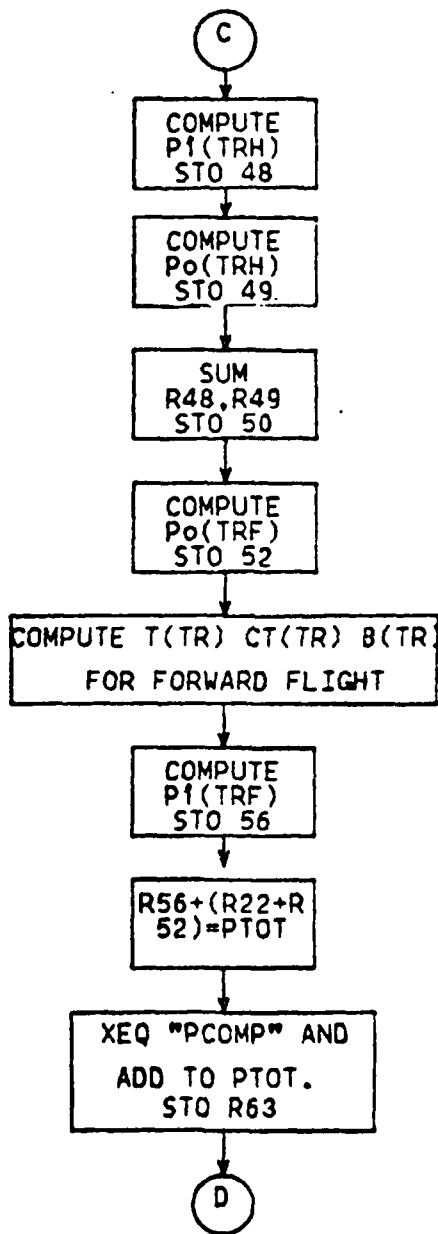 C
COMPUTE
Pi(TRH)
STO 48
COMPUTE
Po(TRH)
STO 49.
SUM
R48,R49
STO 50
COMPUTE
Po(TRF)
STO 52
COMPUTE T(TR) CT(TR) B(TR)
FOR FORWARD FLIGHT
COMPUTE
Pi(TRF)
STO 56
R56+(R22+R
52)=PTOT
XEQ "PCOMP" AND
ADD TO PTOT.
STO R63
D